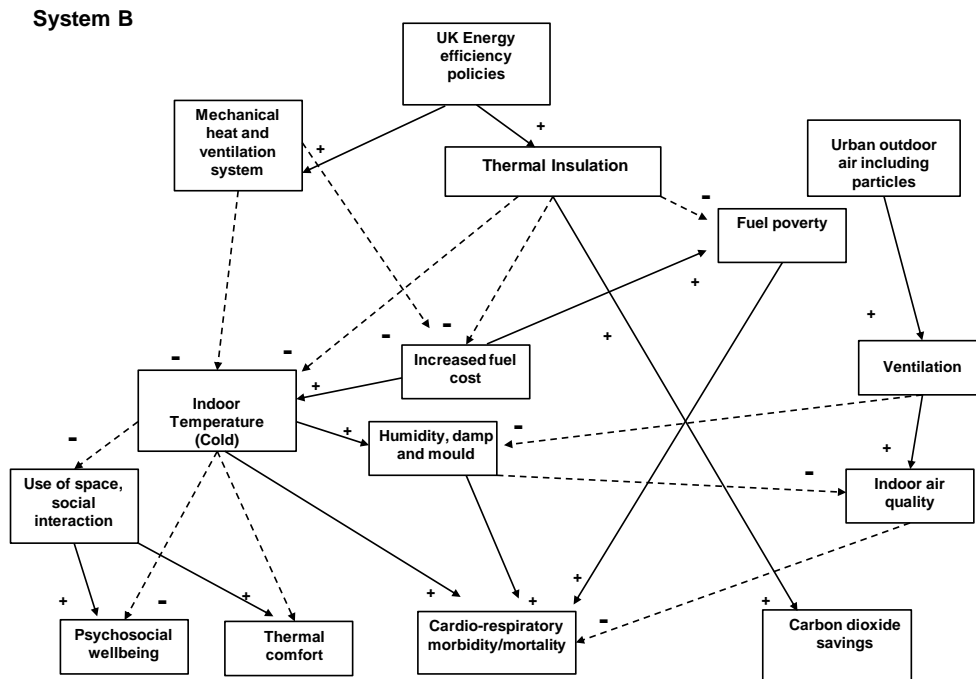 System B
UK Energy
efficiency
policies
Mechanical
heat and
ventilation
system
+
+
Thermal Insulation
Urban outdoor
air including
particles
-
Fuel poverty
+
+
+
-
-
-
-
Increased fuel
cost
Ventilation
Indoor
Temperature
(Cold)
+
-
+
-
Humidity, damp
and mould
+
-
Use of space,
social
interaction
Indoor air
quality
+
-
+
+
+
+
-
+
Psychosocial
wellbeing
Thermal
comfort
Cardio-respiratory
morbidity/mortality
Carbon dioxide
savings